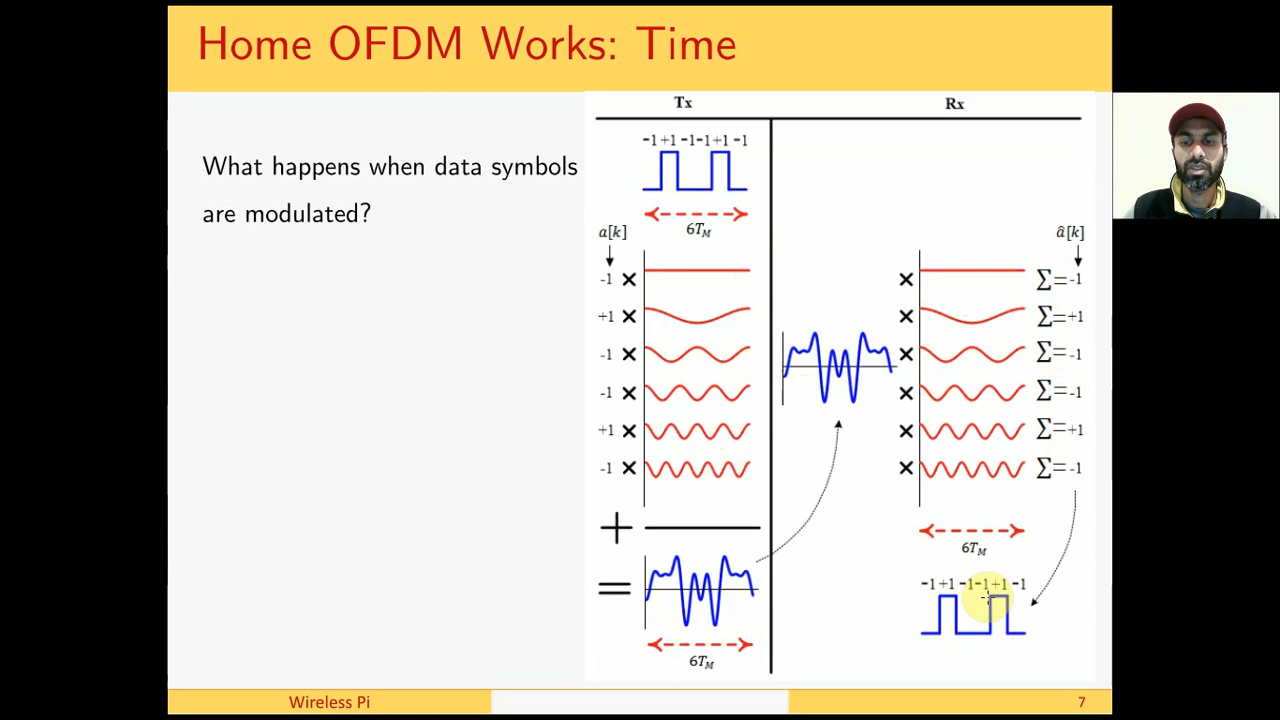 Home OFDM Works: Time
What happens when data symbols
are modulated?
Tx
Rx
−1 +1 −1 −1 +1 −1
6T_M
a[k]
â[k]
-1 ×
× Σ=-1
+1 ×
× Σ=+1
-1 ×
× Σ=-1
-1 ×
× Σ=-1
+1 ×
× Σ=+1
-1 ×
× Σ=-1
+
=
6T_M
6T_M
−1 +1 −1 −1 +1 −1
Wireless Pi
7